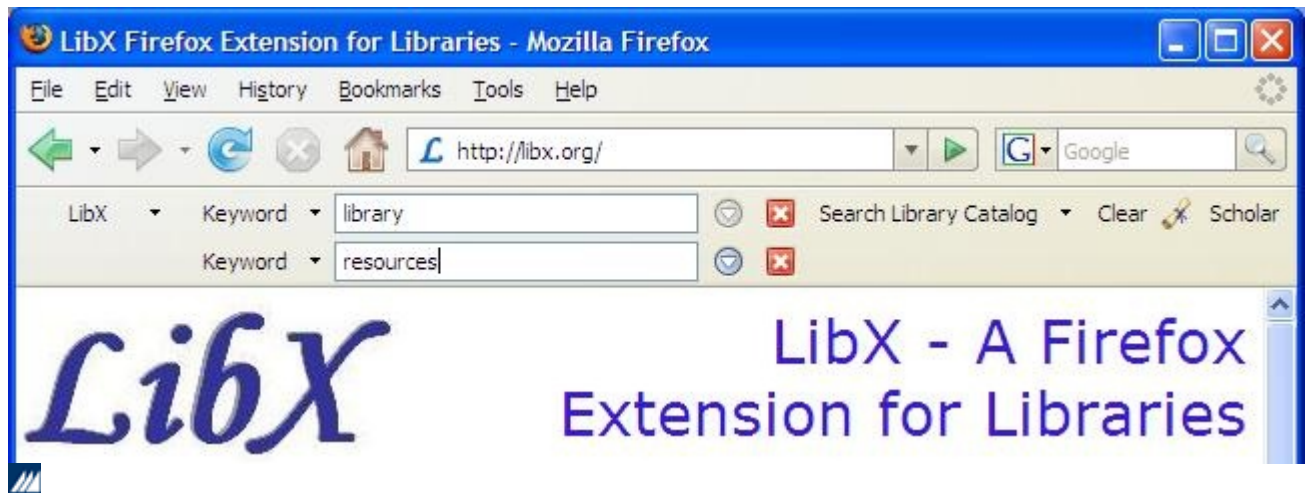 LibX Firefox Extension for Libraries - Mozilla Firefox
File Edit View History Bookmarks Tools Help
http://libx.org/ G Google
LibX Keyword library Search Library Catalog Clear Scholar
Keyword resources
LibX
LibX - A Firefox
Extension for Libraries